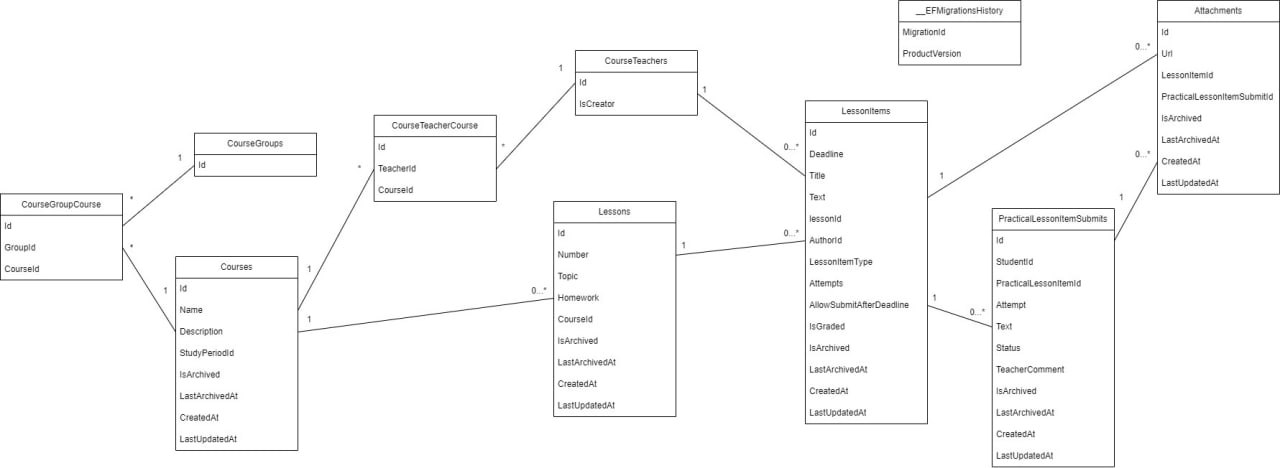 __EFMigrationsHistory
MigrationId
ProductVersion
Attachments
Id
Url
LessonItemId
PracticalLessonItemSubmitId
IsArchived
LastArchivedAt
CreatedAt
LastUpdatedAt
0...*
0...*
1
1
CourseTeachers
Id
IsCreator
1
1
0...*
LessonItems
Id
Deadline
Title
Text
lessonId
AuthorId
LessonItemType
Attempts
AllowSubmitAfterDeadline
IsGraded
IsArchived
LastArchivedAt
CreatedAt
LastUpdatedAt
1
0...*
0...*
1
PracticalLessonItemSubmits
Id
StudentId
PracticalLessonItemId
Attempt
Text
Status
TeacherComment
IsArchived
LastArchivedAt
CreatedAt
LastUpdatedAt
CourseTeacherCourse
Id
TeacherId
CourseId
*
*
1
CourseGroups
Id
1
*
CourseGroupCourse
Id
GroupId
CourseId
*
1
Courses
Id
Name
Description
StudyPeriodId
IsArchived
LastArchivedAt
CreatedAt
LastUpdatedAt
1
0...*
Lessons
Id
Number
Topic
Homework
CourseId
IsArchived
LastArchivedAt
CreatedAt
LastUpdatedAt